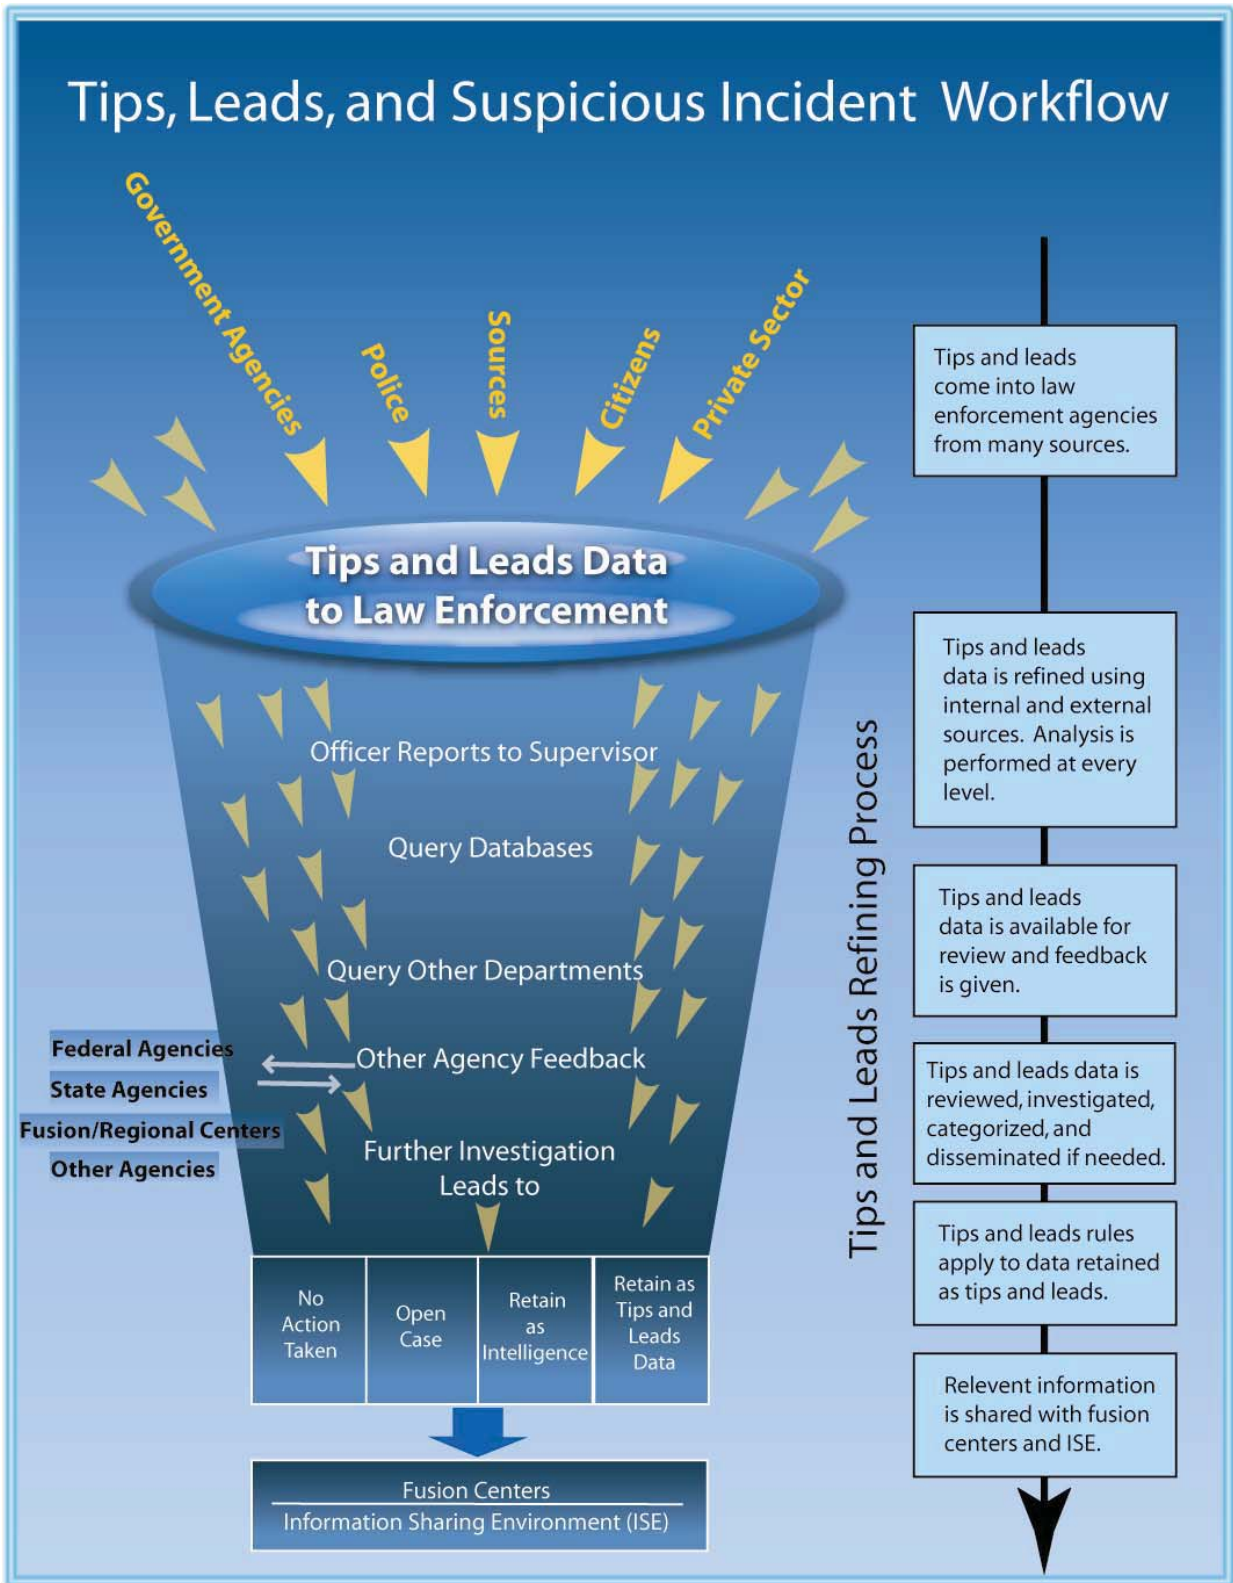 Tips, Leads, and Suspicious Incident Workflow
Government Agencies
Police
Sources
Citizens
Private Sector
Tips and Leads Data
to Law Enforcement
Officer Reports to Supervisor
Query Databases
Query Other Departments
Other Agency Feedback
Federal Agencies
State Agencies
Fusion/Regional Centers
Other Agencies
Further Investigation
Leads to
No
Action
Taken
Open
Case
Retain
as
Intelligence
Retain as
Tips and
Leads
Data
Fusion Centers
Information Sharing Environment (ISE)
Tips and Leads Refining Process
Tips and leads
come into law
enforcement agencies
from many sources.
Tips and leads
data is refined using
internal and external
sources. Analysis is
performed at every
level.
Tips and leads
data is available for
review and feedback
is given.
Tips and leads data is
reviewed, investigated,
categorized, and
disseminated if needed.
Tips and leads rules
apply to data retained
as tips and leads.
Relevent information
is shared with fusion
centers and ISE.